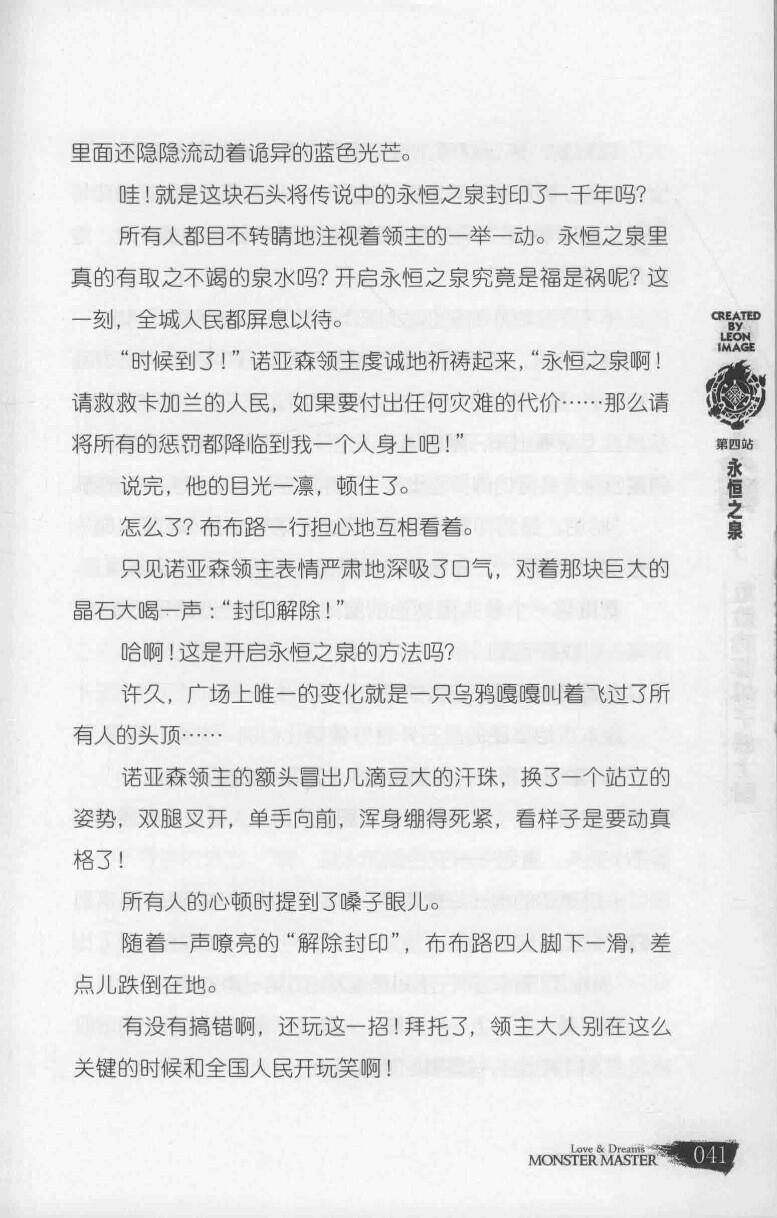 里面还隐隐流动着诡异的蓝色光芒。
哇！就是这块石头将传说中的永恒之泉封印了一千年吗？
所有人都目不转睛地注视着领主的一举一动。永恒之泉里
真的有取之不竭的泉水吗？开启永恒之泉究竟是福是祸呢？这
一刻，全城人民都屏息以待。
“时候到了！”诺亚森领主虔诚地祈祷起来，“永恒之泉啊！
请救救卡加兰的人民，如果要付出任何灾难的代价……那么请
将所有的惩罚都降临到我一个人身上吧！”
说完，他的目光一凛，顿住了。
怎么了？布布路一行担心地互相看着。
只见诺亚森领主表情严肃地深吸了口气，对着那块巨大的
晶石大喝一声：“封印解除！”
哈啊！这是开启永恒之泉的方法吗？
许久，广场上唯一的变化就是一只乌鸦嘎嘎叫着飞过了所
有人的头顶……
诺亚森领主的额头冒出几滴豆大的汗珠，换了一个站立的
姿势，双腿叉开，单手向前，浑身绷得死紧，看样子是要动真
格了！
所有人的心顿时提到了嗓子眼儿。
随着一声嘹亮的“解除封印”，布布路四人脚下一滑，差
点儿跌倒在地。
有没有搞错啊，还玩这一招！拜托了，领主大人别在这么
关键的时候和全国人民开玩笑啊！
CREATED
BY
LEON
IMAGE
第四站
永恒之泉
Love & Dreams
MONSTER MASTER
041